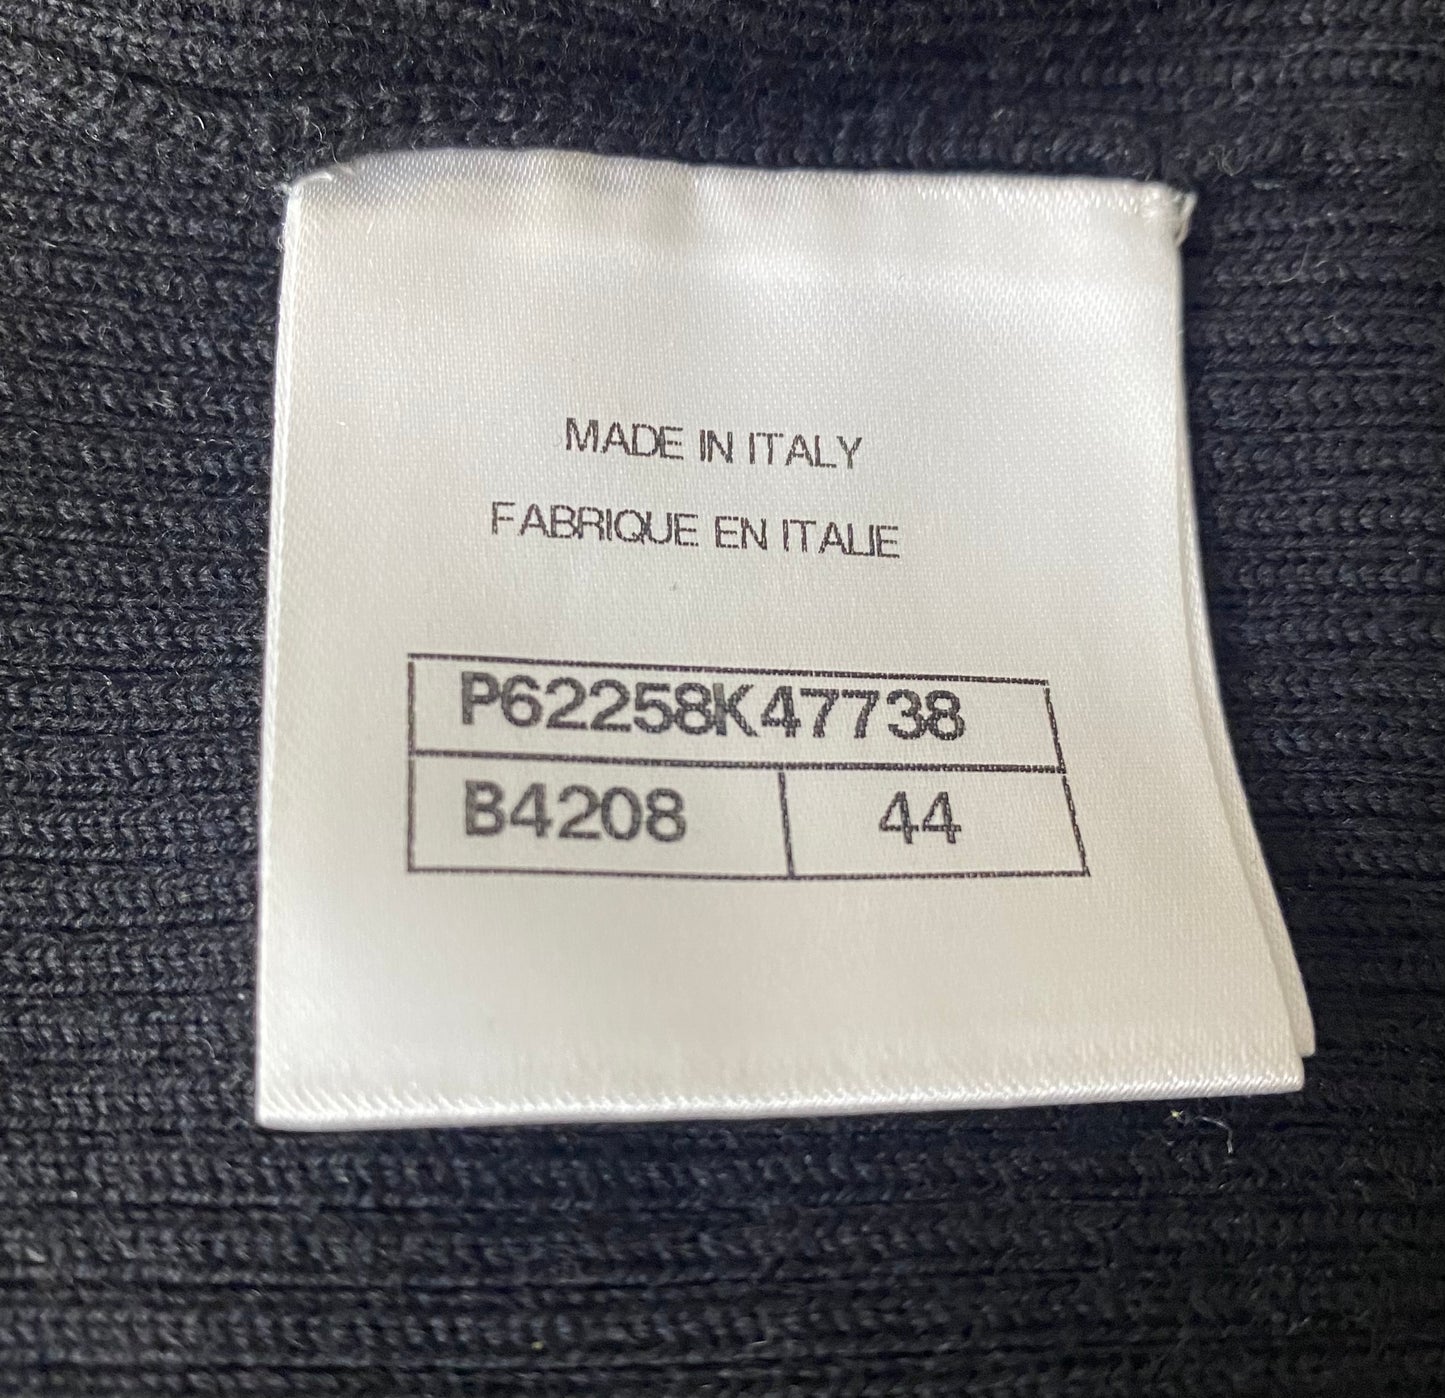 MADE IN ITALY
FABRIQUE EN ITALIE
P62258K47738
B4208 44